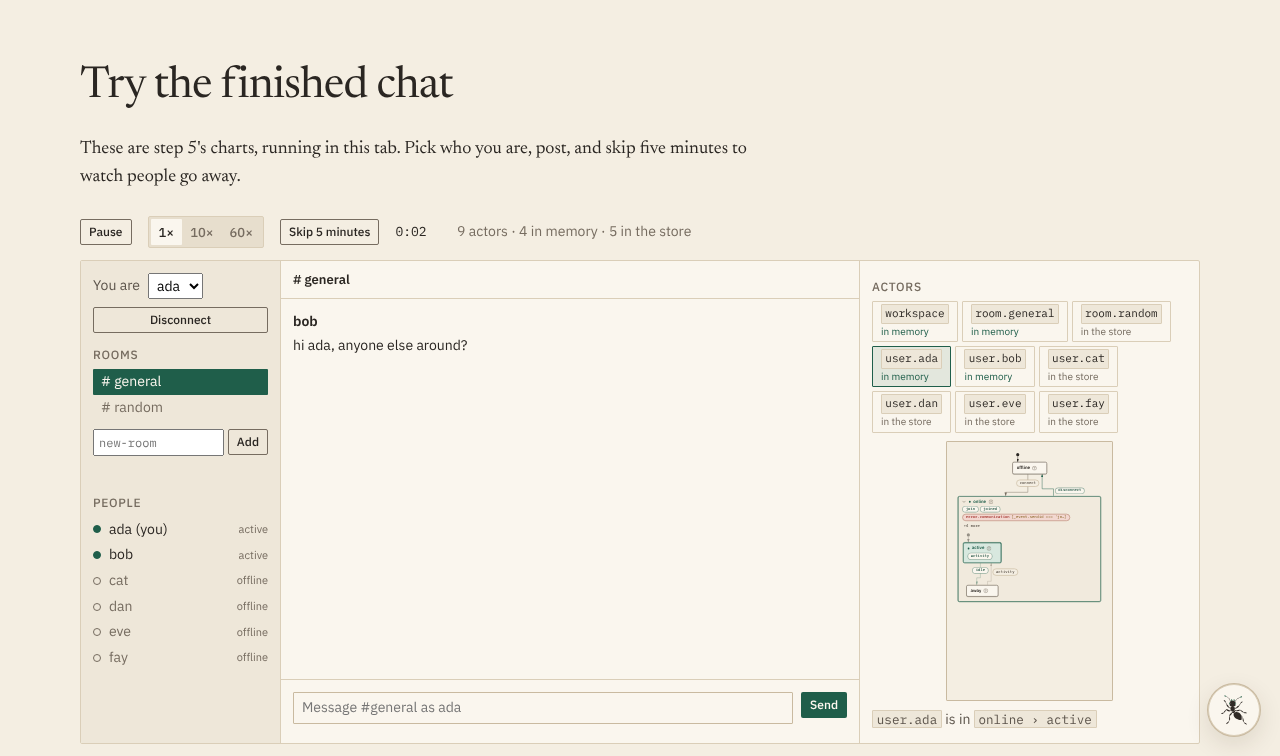 Try the finished chat
These are step 5's charts, running in this tab. Pick who you are, post, and skip five minutes to
watch people go away.
Pause 1× 10× 60× Skip 5 minutes 0:02 9 actors · 4 in memory · 5 in the store
You are ada
Disconnect
ROOMS
# general
# random
new-room Add
PEOPLE
ada (you) active
bob active
cat offline
dan offline
eve offline
fay offline
# general
bob
hi ada, anyone else around?
Message #general as ada Send
ACTORS
workspace room.general room.random
in memory in memory in the store
user.ada user.bob user.cat
in memory in memory in the store
user.dan user.eve user.fay
in the store in the store in the store
offline
connect
disconnect
online
join joined
active
activity
idle activity
away
user.ada is in online › active